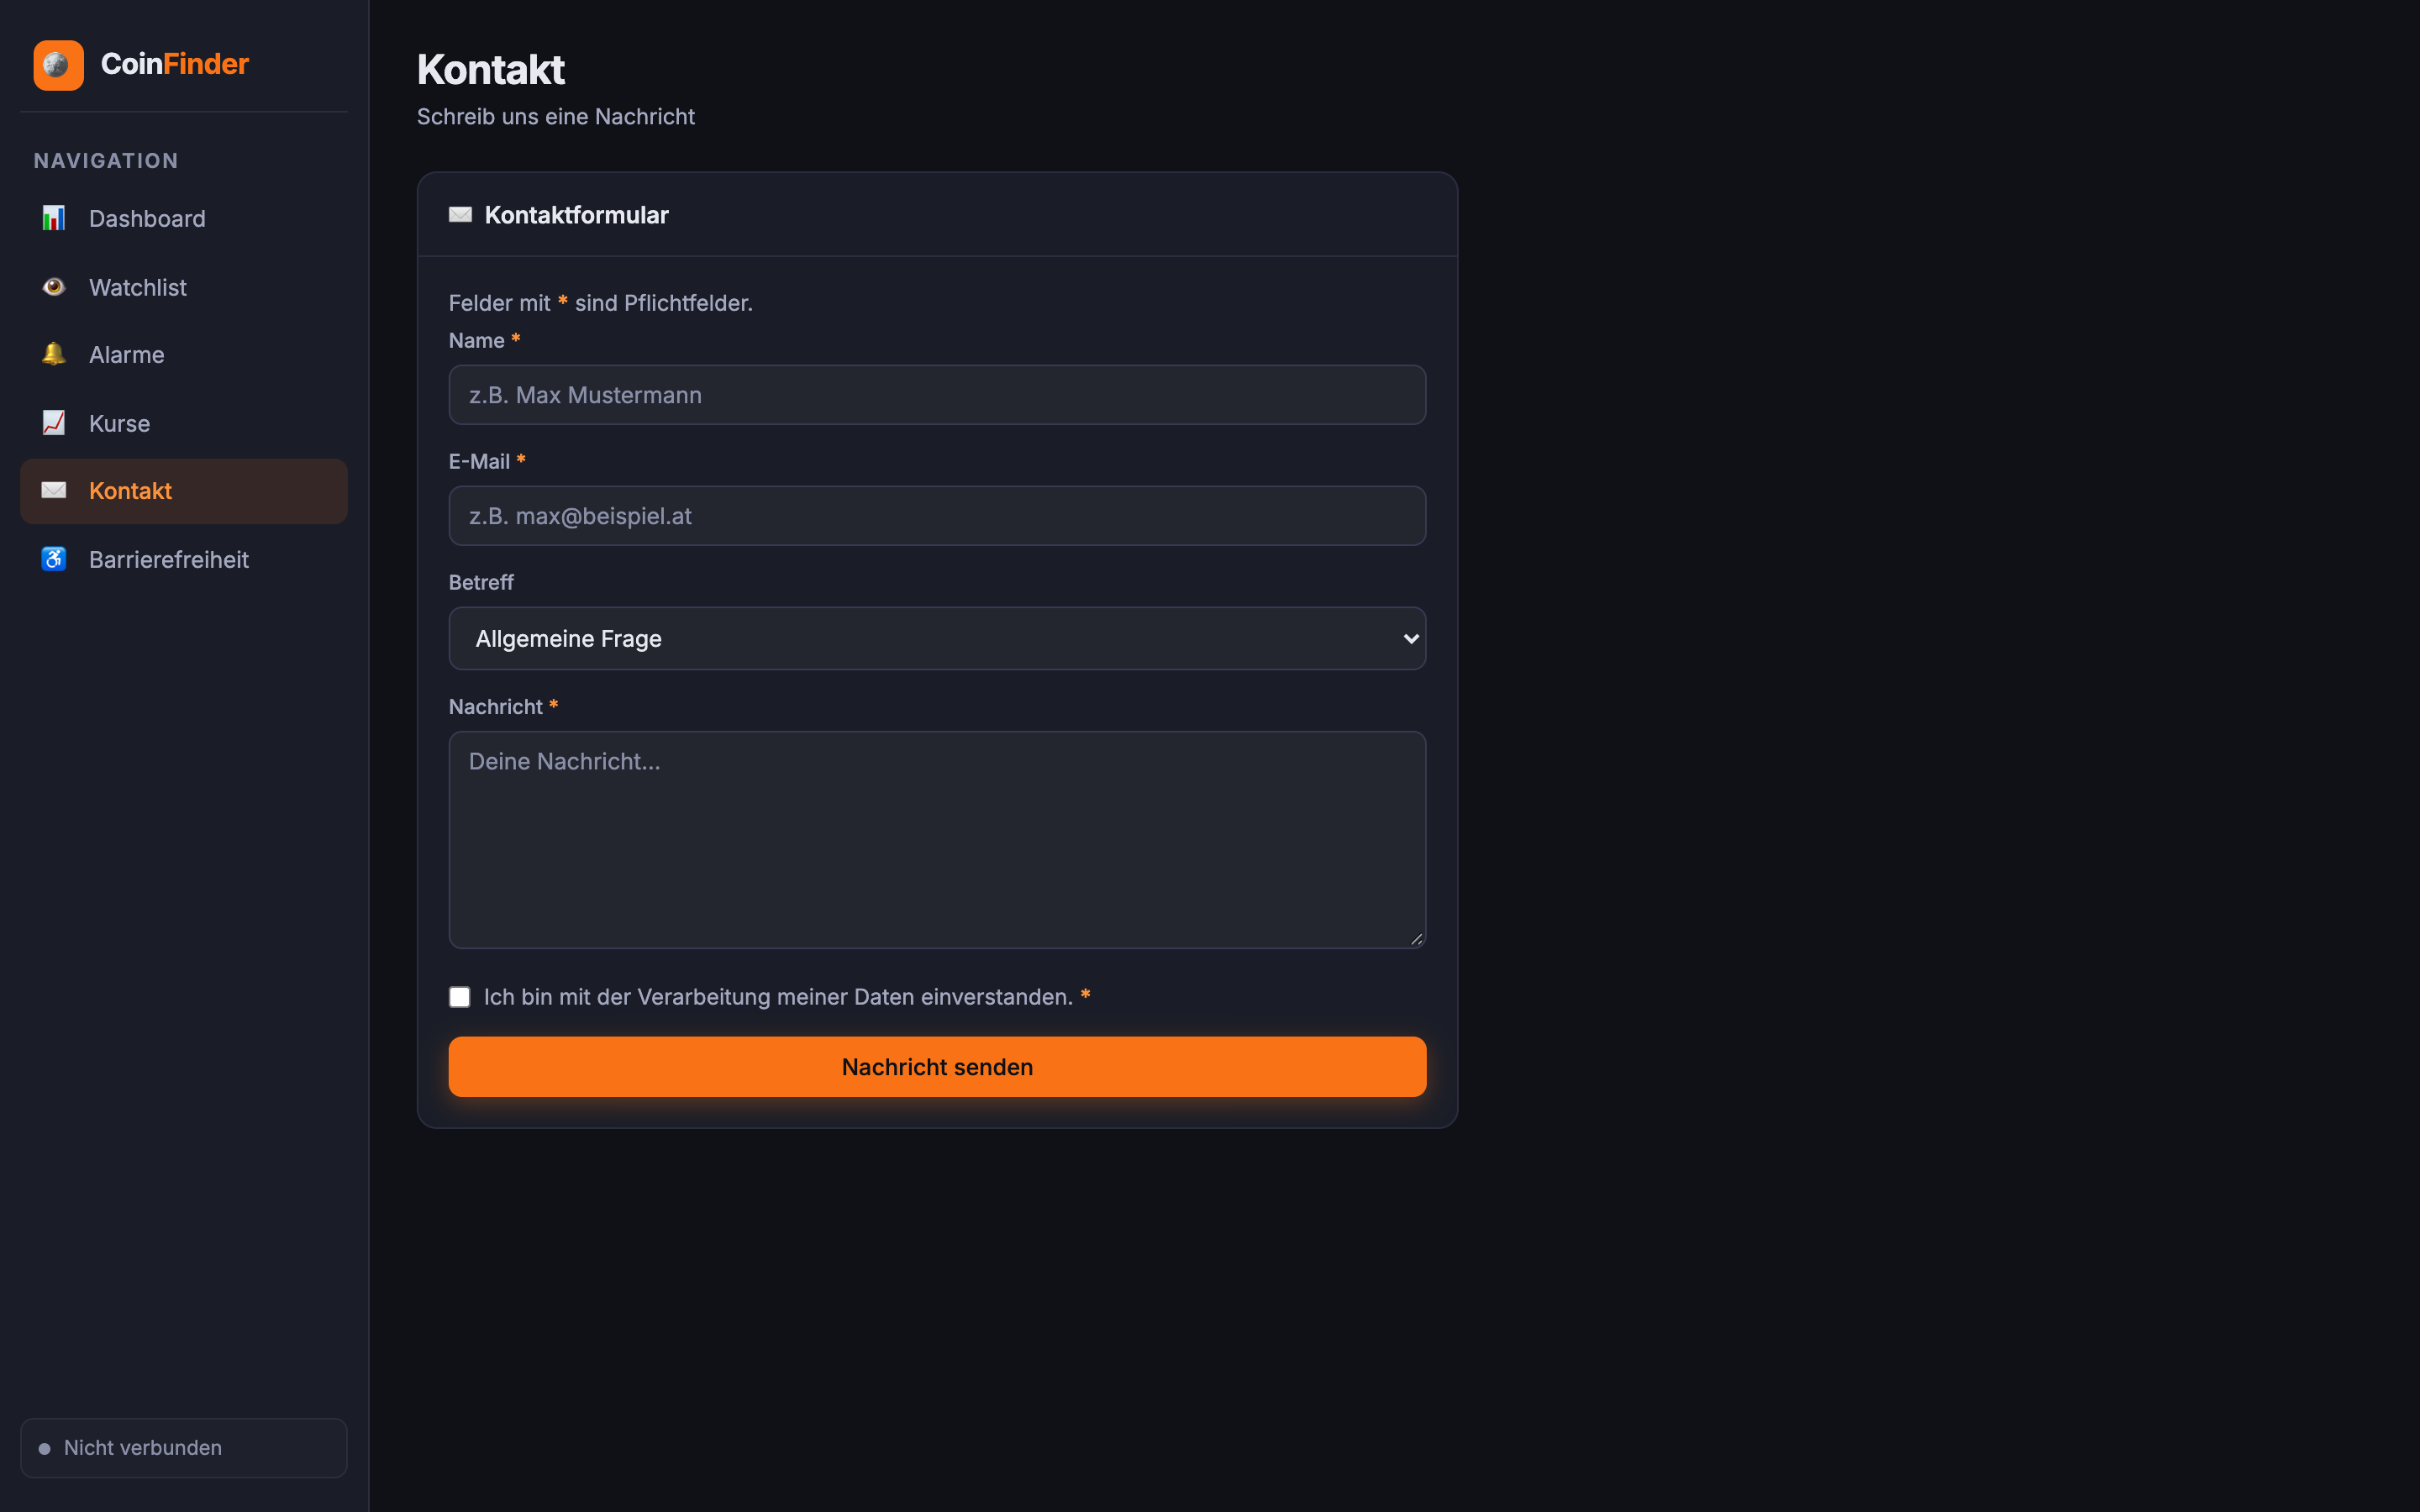 CoinFinder
NAVIGATION
Dashboard
Watchlist
Alarme
Kurse
Kontakt
Barrierefreiheit
Nicht verbunden
Kontakt
Schreib uns eine Nachricht
Kontaktformular
Felder mit * sind Pflichtfelder.
Name *
z.B. Max Mustermann
E-Mail *
z.B. max@beispiel.at
Betreff
Allgemeine Frage
Nachricht *
Deine Nachricht...
Ich bin mit der Verarbeitung meiner Daten einverstanden. *
Nachricht senden